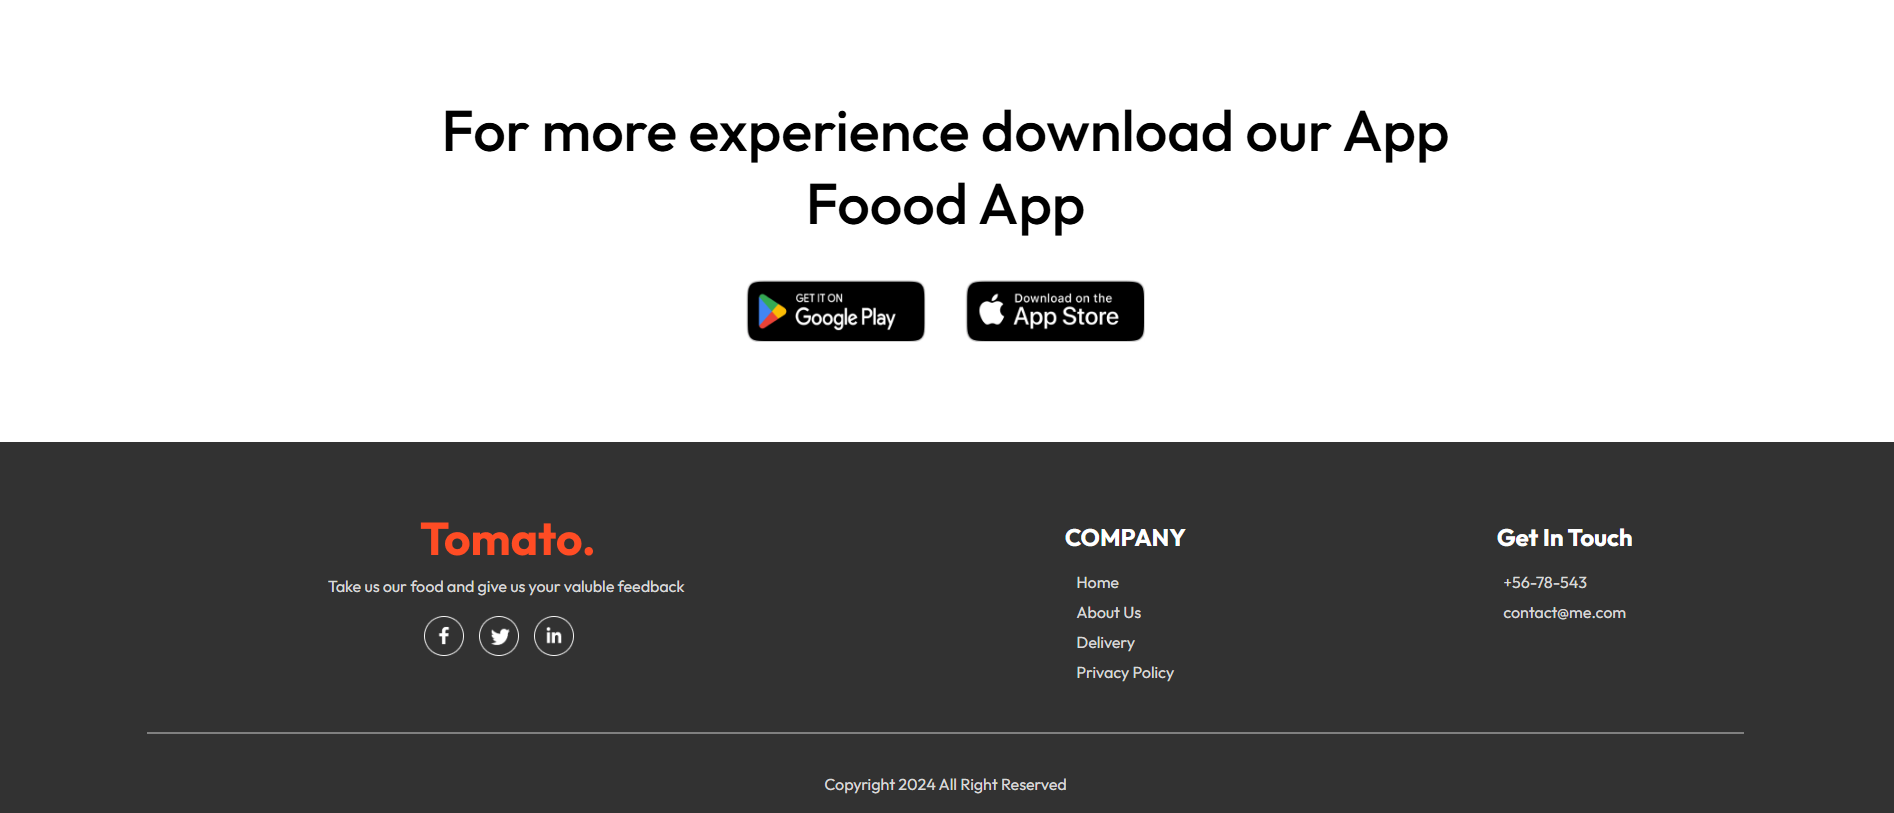 For more experience download our App
Foood App
GET IT ON
Google Play
Download on the
App Store
Tomato.
Take us our food and give us your valuble feedback
f
in
COMPANY
Home
About Us
Delivery
Privacy Policy
Get In Touch
+56-78-543
contact@me.com
Copyright 2024 All Right Reserved